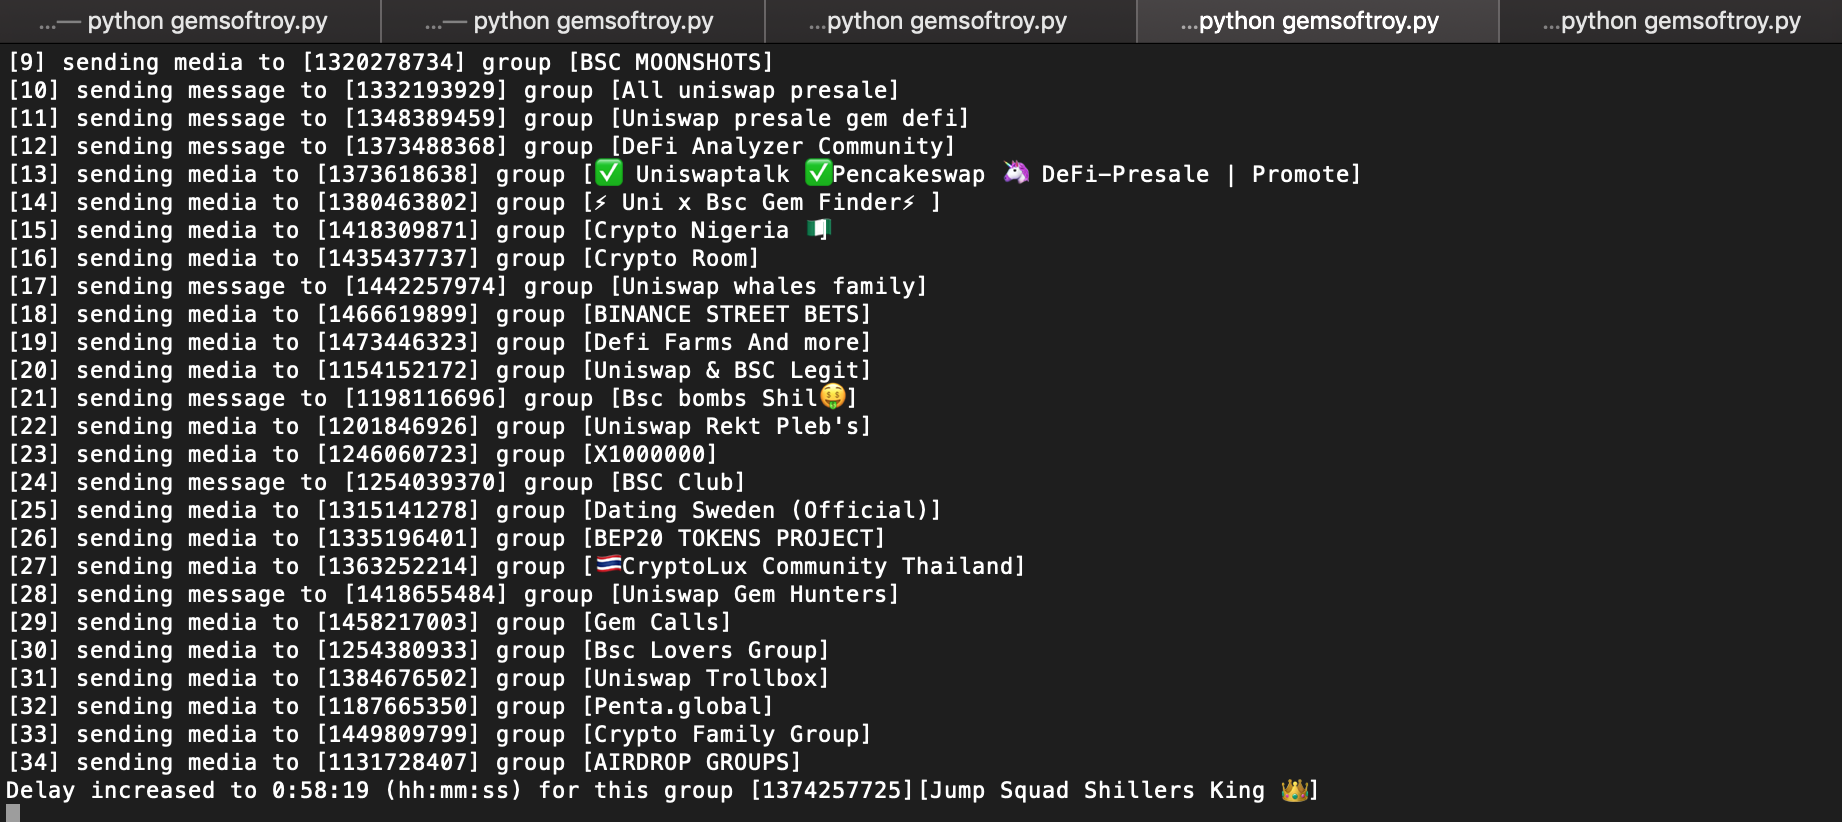 ...— python gemsoftroy.py ...— python gemsoftroy.py ...python gemsoftroy.py ...python gemsoftroy.py ...python gemsoftroy.py
[9] sending media to [1320278734] group [BSC MOONSHOTS]
[10] sending message to [1332193929] group [All uniswap presale]
[11] sending message to [1348389459] group [Uniswap presale gem defi]
[12] sending message to [1373488368] group [DeFi Analyzer Community]
[13] sending media to [1373618638] group [✅ Uniswaptalk ✅Pencakeswap 🦄 DeFi-Presale | Promote]
[14] sending media to [1380463802] group [⚡ Uni x Bsc Gem Finder⚡ ]
[15] sending media to [1418309871] group [Crypto Nigeria 🇳🇬]
[16] sending media to [1435437737] group [Crypto Room]
[17] sending message to [1442257974] group [Uniswap whales family]
[18] sending media to [1466619899] group [BINANCE STREET BETS]
[19] sending media to [1473446323] group [Defi Farms And more]
[20] sending media to [1154152172] group [Uniswap & BSC Legit]
[21] sending message to [1198116696] group [Bsc bombs Shil🤑]
[22] sending media to [1201846926] group [Uniswap Rekt Pleb's]
[23] sending media to [1246060723] group [X1000000]
[24] sending message to [1254039370] group [BSC Club]
[25] sending media to [1315141278] group [Dating Sweden (Official)]
[26] sending media to [1335196401] group [BEP20 TOKENS PROJECT]
[27] sending media to [1363252214] group [🇹🇭CryptoLux Community Thailand]
[28] sending message to [1418655484] group [Uniswap Gem Hunters]
[29] sending media to [1458217003] group [Gem Calls]
[30] sending media to [1254380933] group [Bsc Lovers Group]
[31] sending media to [1384676502] group [Uniswap Trollbox]
[32] sending media to [1187665350] group [Penta.global]
[33] sending media to [1449809799] group [Crypto Family Group]
[34] sending media to [1131728407] group [AIRDROP GROUPS]
Delay increased to 0:58:19 (hh:mm:ss) for this group [1374257725][Jump Squad Shillers King 👑]